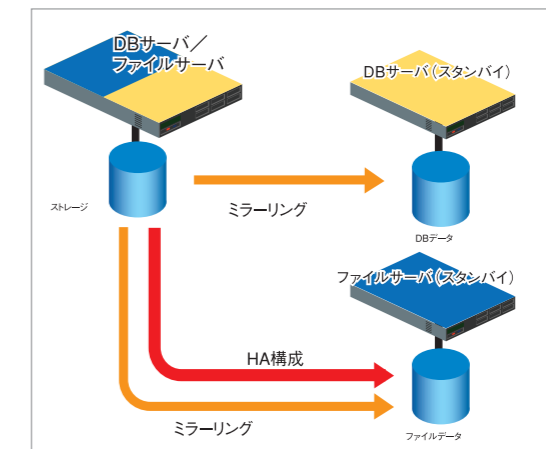 DBサーバ／
ファイルサーバ
DBサーバ（スタンバイ）
ストレージ
ミラーリング
DBデータ
ファイルサーバ（スタンバイ）
HA構成
ミラーリング
ファイルデータ